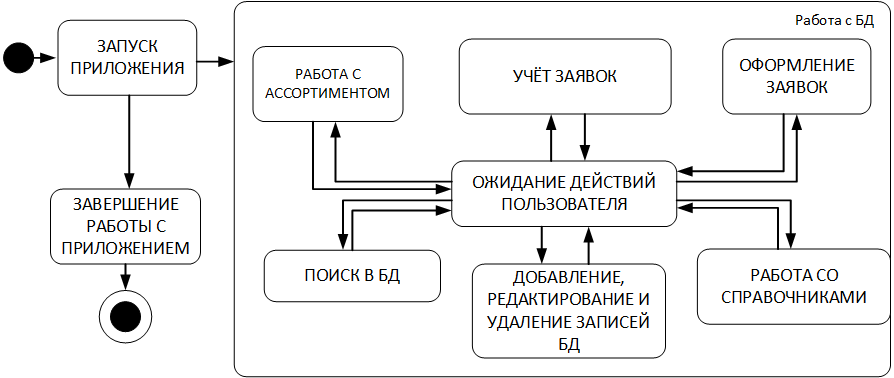 Работа с БД
ЗАПУСК
ПРИЛОЖЕНИЯ
РАБОТА С
АССОРТИМЕНТОМ
УЧЁТ ЗАЯВОК
ОФОРМЛЕНИЕ
ЗАЯВОК
ОЖИДАНИЕ ДЕЙСТВИЙ
ПОЛЬЗОВАТЕЛЯ
ЗАВЕРШЕНИЕ
РАБОТЫ С
ПРИЛОЖЕНИЕМ
ПОИСК В БД
ДОБАВЛЕНИЕ,
РЕДАКТИРОВАНИЕ И
УДАЛЕНИЕ ЗАПИСЕЙ
БД
РАБОТА СО
СПРАВОЧНИКАМИ